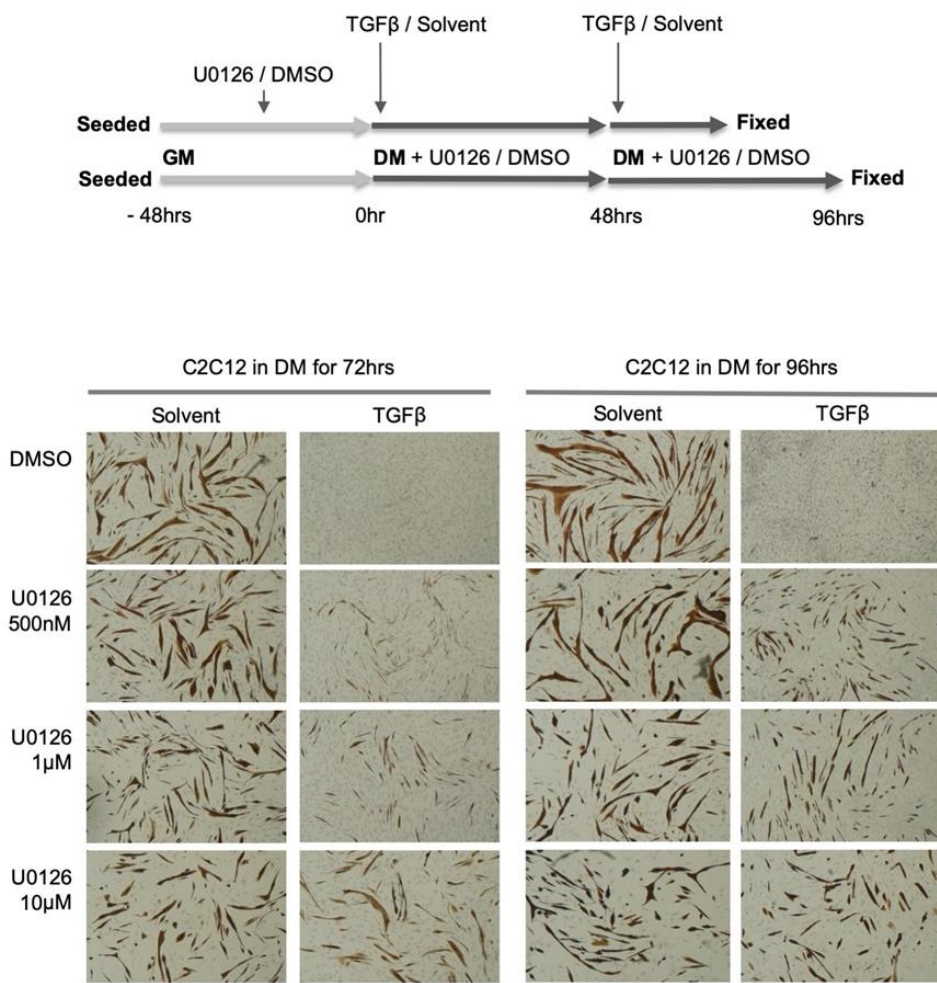 TGFβ / Solvent TGFβ / Solvent
U0126 / DMSO
Seeded Fixed
GM DM + U0126 / DMSO DM + U0126 / DMSO
Seeded Fixed
- 48hrs 0hr 48hrs 96hrs
C2C12 in DM for 72hrs C2C12 in DM for 96hrs
Solvent TGFβ Solvent TGFβ
DMSO
U0126
500nM
U0126
1µM
U0126
10µM